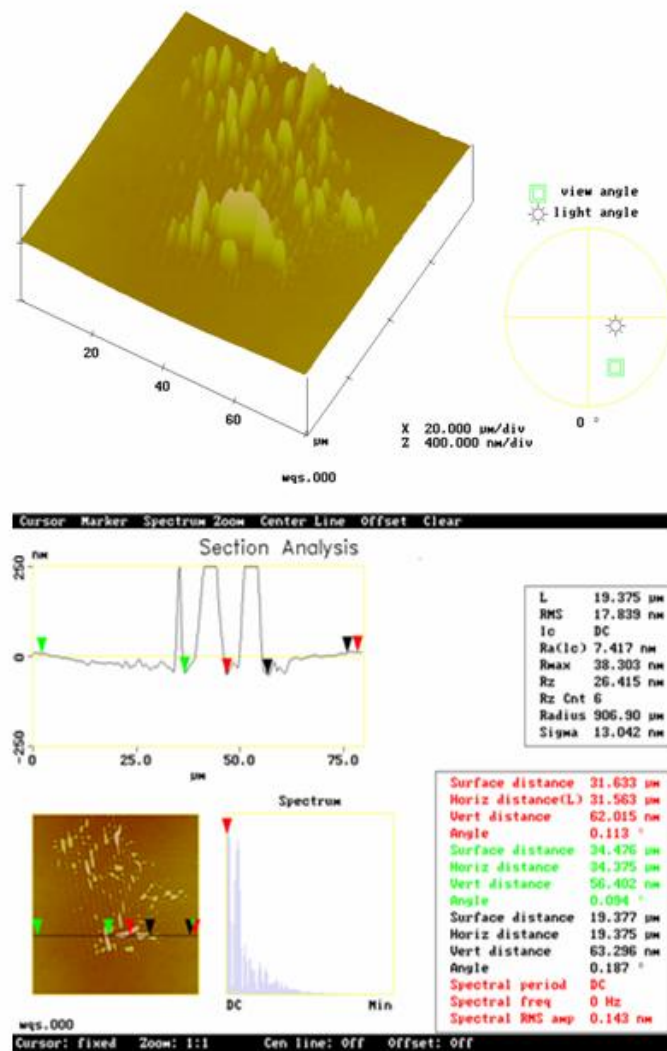 view angle
light angle
0 °
20
40
60
µm
X 20.000 µm/div
Z 400.000 nm/div
wqs.000
Cursor Marker Spectrum Zoom Center Line Offset Clear
Section Analysis
nm
250
0
-250
- 0
25.0
50.0
75.0
µm
L 19.375 µm
RMS 17.839 nm
lc DC
Ra(lc) 7.417 nm
Rmax 38.303 nm
Rz 26.415 nm
Rz Cnt 6
Radius 906.90 µm
Sigma 13.042 nm
Surface distance 31.633 µm
Horiz distance(L) 31.563 µm
Vert distance 62.015 nm
Angle 0.113 °
Surface distance 34.476 µm
Horiz distance 34.375 µm
Vert distance 56.402 nm
Angle 0.094 °
Surface distance 19.377 µm
Horiz distance 19.375 µm
Vert distance 63.296 nm
Angle 0.187 °
Spectral period DC
Spectral freq 0 Hz
Spectral RMS amp 0.143 nm
Spectrum
DC
Min
wqs.000
Cursor: fixed Zoom: 1:1 Cen line: Off Offset: Off